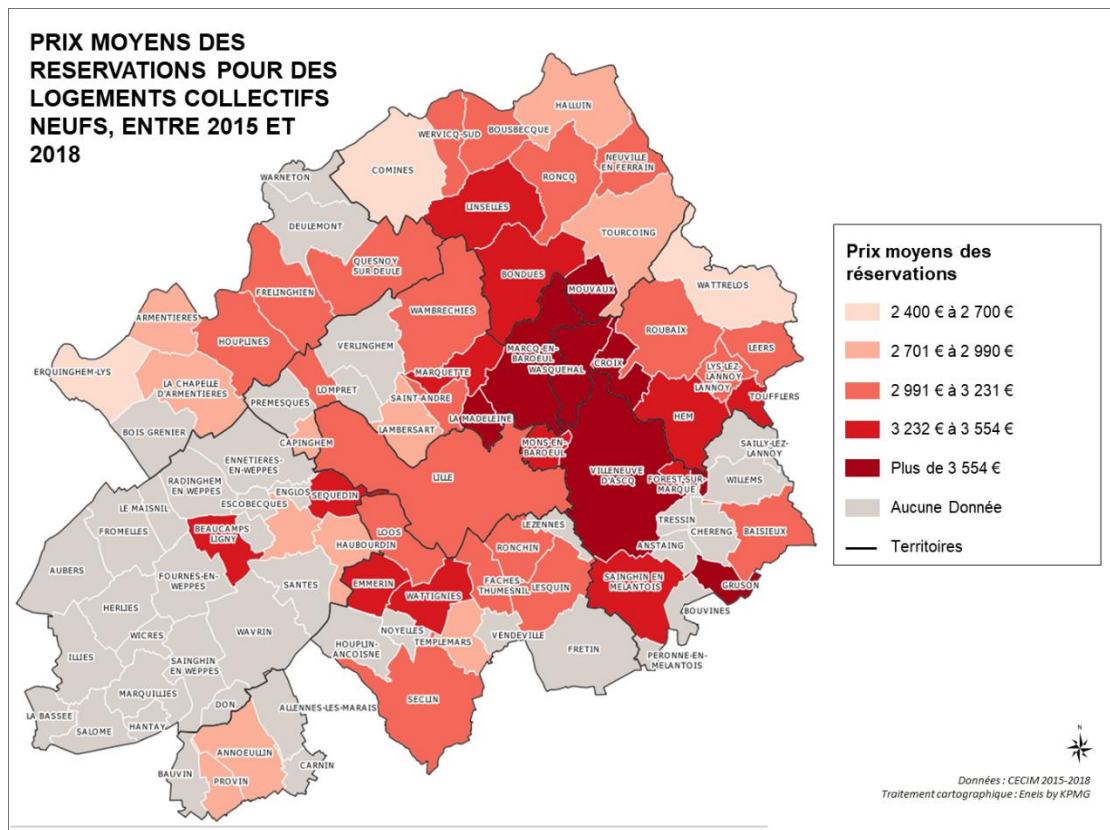 PRIX MOYENS DES
RESERVATIONS POUR DES
LOGEMENTS COLLECTIFS
NEUFS, ENTRE 2015 ET
2018
HALLUIN
WERVICQ-SUD
BOUSBECQUE
COMINES
NEUVILLE
EN FERRAIN
RONCQ
WARNETON
LINSELLES
DEULEMONT
TOURCOING
QUESNOY
SUR DEULE
BONDUES
MOUVAUX
WATTRELOS
FRELINGHIEN
WAMBRECHIES
ARMENTIERES
ROUBAIX
HOUPLINES
VERLINGHEM
MARCQ-EN-
BAROEUL
WASQUEHAL
CROIX
LEERS
ERQUINGHEM-LYS
LA CHAPELLE
D'ARMENTIERES
MARQUETTE
LYS-LEZ-
LANNOY
LANNOY
LOMPRET
PREMESQUES
SAINT-ANDRE
TOUFFLERS
LA MADELEINE
HEM
BOIS GRENIER
LAMBERSART
CAPINGHEM
MONS-EN-
BAROEUL
SAILLY-LEZ-
LANNOY
ENNETIERES-
EN-WEPPES
LILLE
VILLENEUVE
D'ASCQ
FOREST-SUR-
MARQUE
WILLEMS
RADINGHEM
EN WEPPES
ENGLOS
SEQUEDIN
ESCOBECQUES
LE MAISNIL
TRESSIN
CHERENG
LEZENNES
BAISIEUX
FROMELLES
BEAUCAMPS
LIGNY
LOOS
HAUBOURDIN
RONCHIN
ANSTAING
AUBERS
FOURNES-EN-
WEPPES
SANTES
EMMERIN
WATTIGNIES
FACHES-
THUMESNIL
LESQUIN
SAINGHIN EN
MELANTOIS
GRUSON
HERLIES
BOUVINES
WICRES
WAVRIN
NOYELLES
HOUPLIN-
ANCOISNE
TEMPLEMARS
VENDEVILLE
FRETIN
PERONNE-EN-
MELANTOIS
ILLIES
SAINGHIN
EN WEPPES
MARQUILLIES
SECLIN
DON
ALLENNES-LES-MARAIS
LA BASSEE
SALOME
HANTAY
ANNOEULLIN
CARNIN
BAUVIN
PROVIN
Prix moyens des
réservations
2 400 € à 2 700 €
2 701 € à 2 990 €
2 991 € à 3 231 €
3 232 € à 3 554 €
Plus de 3 554 €
Aucune Donnée
Territoires
Données : CECIM 2015-2018
Traitement cartographique : Eneis by KPMG